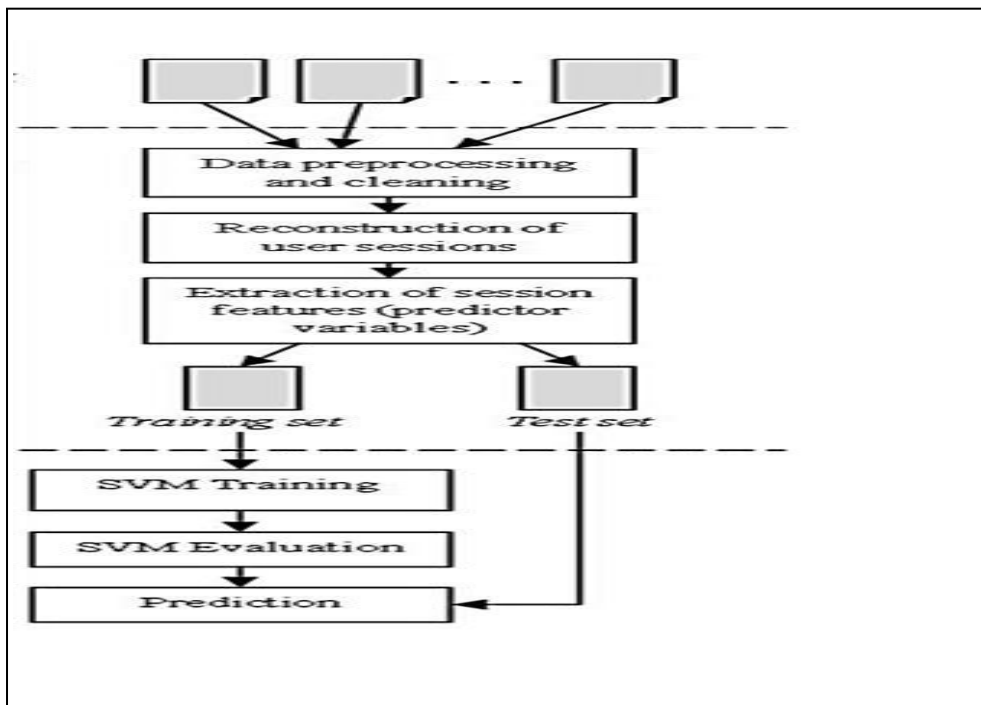 . . .
Data preprocessing
and cleaning
Reconstruction of
user sessions
Extraction of session
features (predictor
variables)
Training set
Test set
SVM Training
SVM Evaluation
Prediction